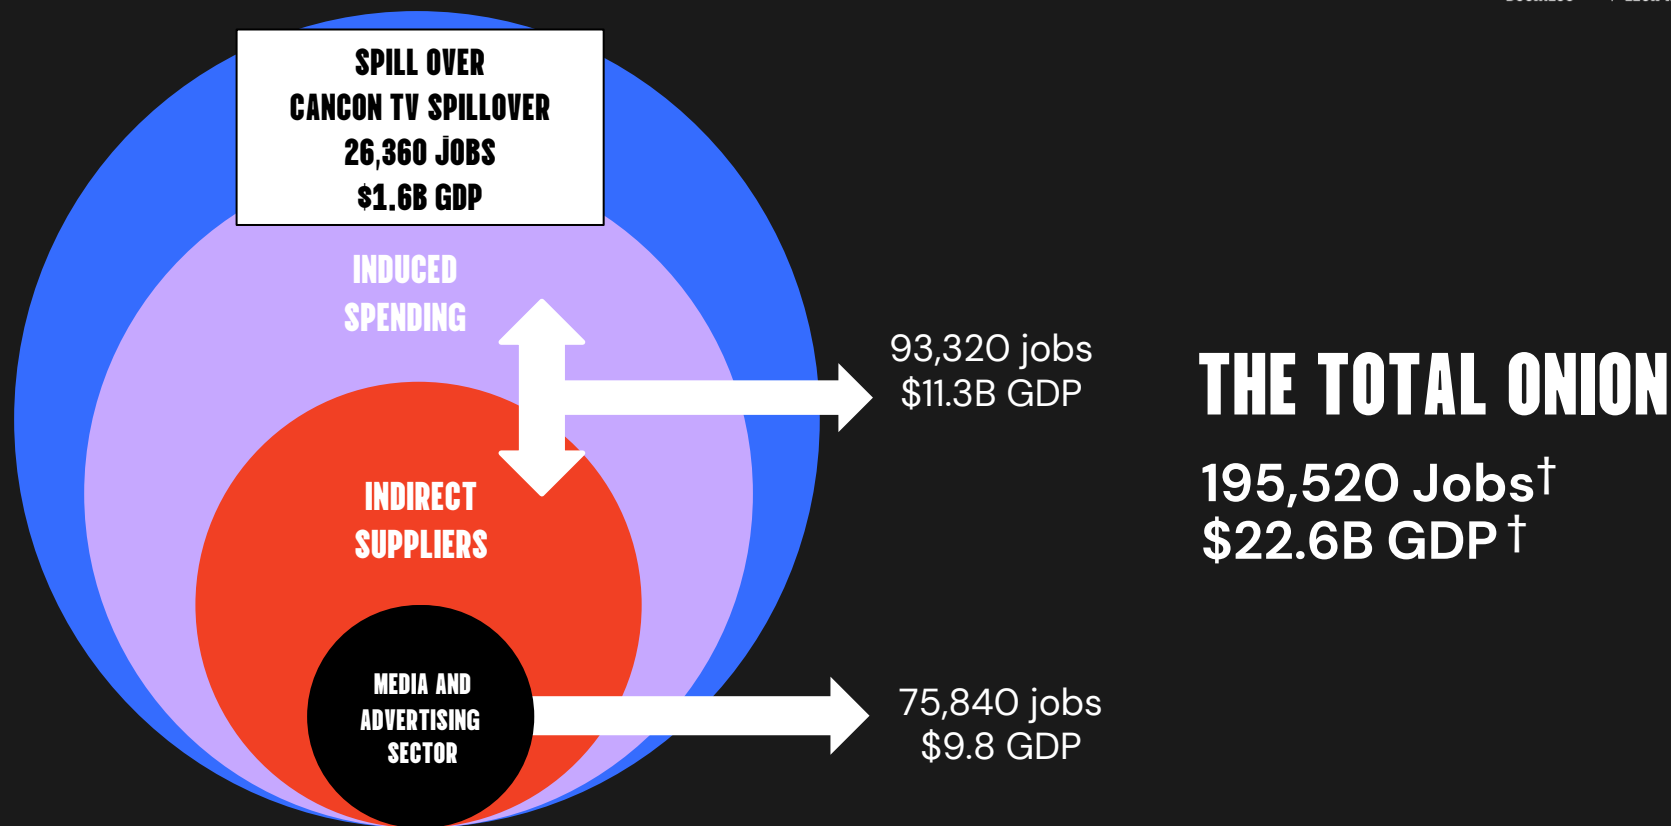 SPILL OVER
CANCON TV SPILLOVER
26,360 JOBS
$1.6B GDP
INDUCED
SPENDING
93,320 jobs
$11.3B GDP
THE TOTAL ONION
195,520 Jobs†
$22.6B GDP†
INDIRECT
SUPPLIERS
MEDIA AND
ADVERTISING
SECTOR
75,840 jobs
$9.8 GDP